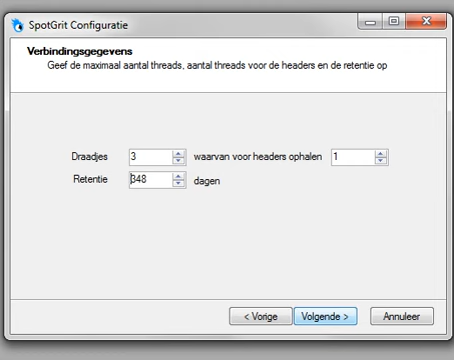 SpotGrit Configuratie
Verbindingsgegevens
Geef de maximaal aantal threads, aantal threads voor de headers en de retentie op
Draadjes 3 waarvan voor headers ophalen 1
Retentie 348 dagen
< Vorige Volgende > Annuleer